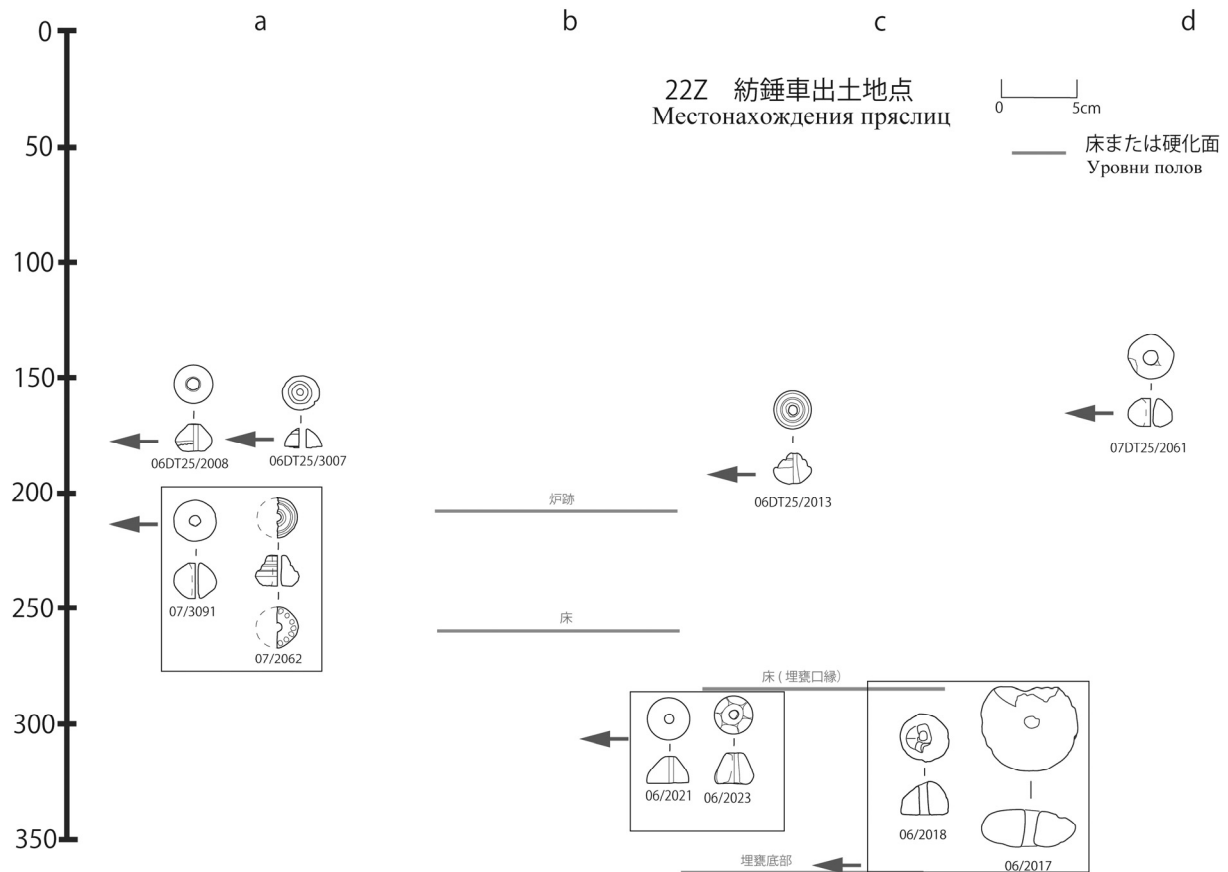 a b c d
0
50
100
150
200
250
300
350
22Z 紡錘車出土地点
Местонахождения пряслиц
0 5cm
床または硬化面
Уровни полов
06DT25/2008
06DT25/3007
06DT25/2013
07DT25/2061
07/3091
07/2062
炉跡
床
床 ( 埋甕口縁)
06/2021
06/2023
06/2018
06/2017
埋甕底部